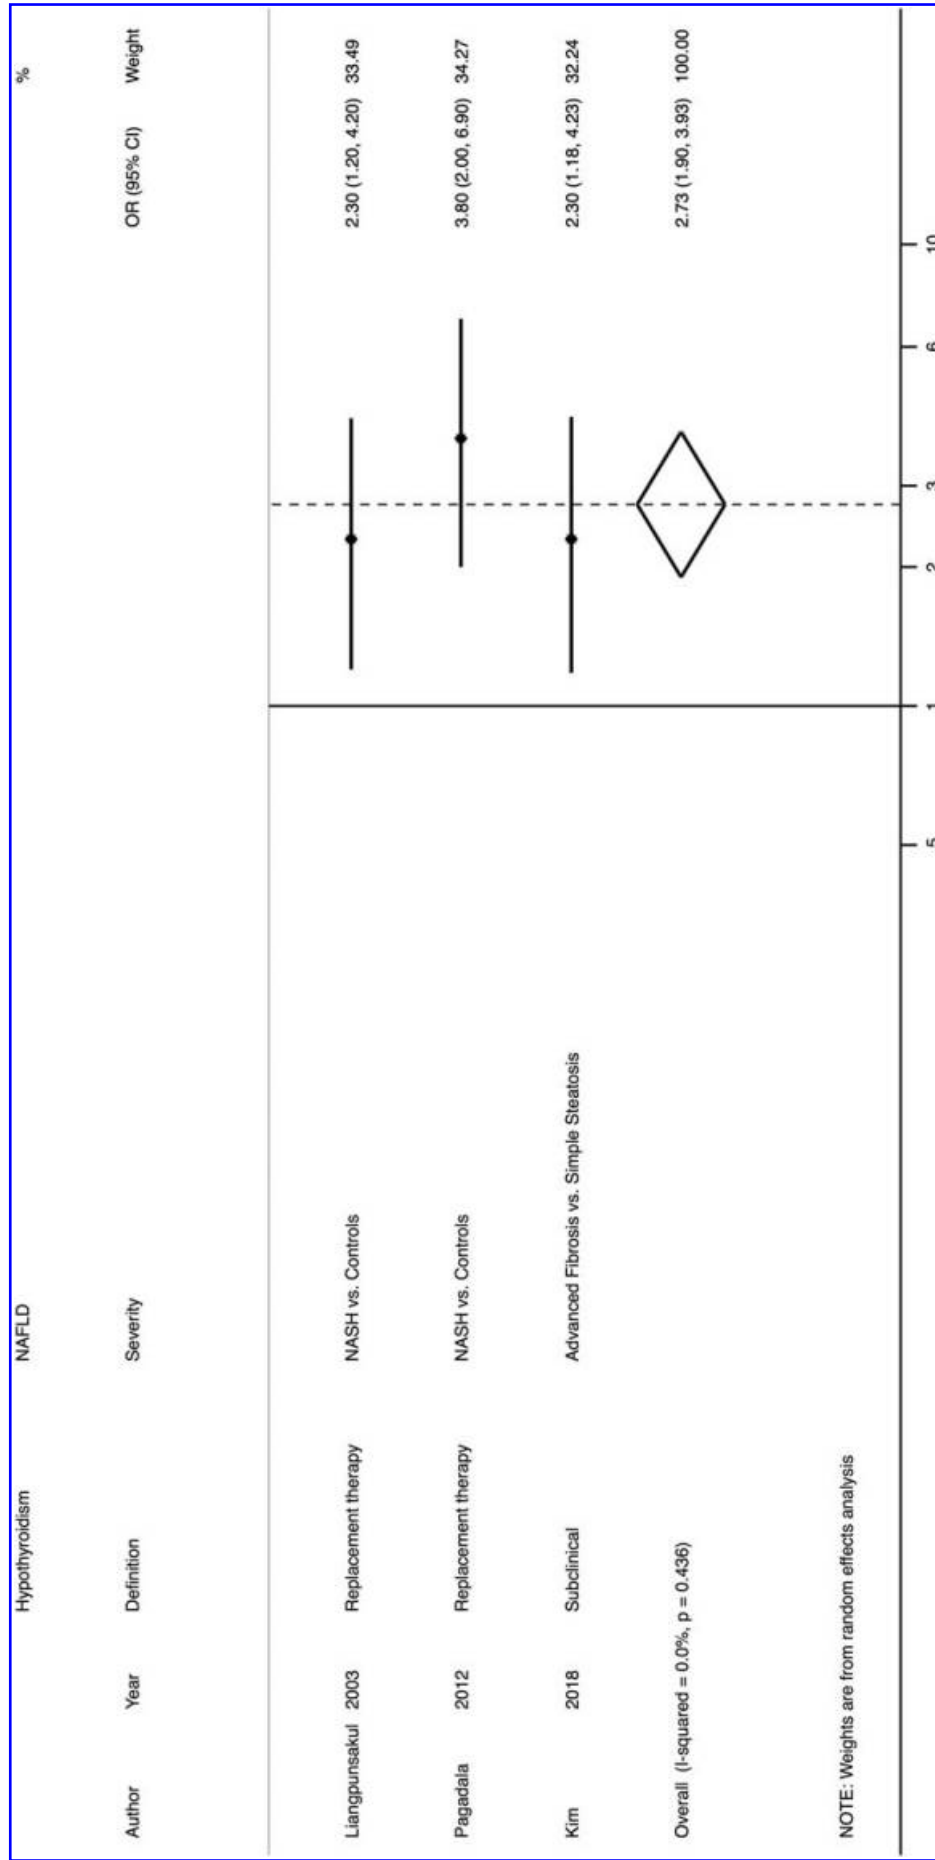 Hypothyroidism NAFLD %
Author Year Definition Severity OR (95% CI) Weight
Liangpunsakul 2003 Replacement therapy NASH vs. Controls 2.30 (1.20, 4.20) 33.49
Pagadala 2012 Replacement therapy NASH vs. Controls 3.80 (2.00, 6.90) 34.27
Kim 2018 Subclinical Advanced Fibrosis vs. Simple Steatosis 2.30 (1.18, 4.23) 32.24
Overall (I-squared = 0.0%, p = 0.436) 2.73 (1.90, 3.93) 100.00
NOTE: Weights are from random effects analysis
.5 1 2 3 6 10